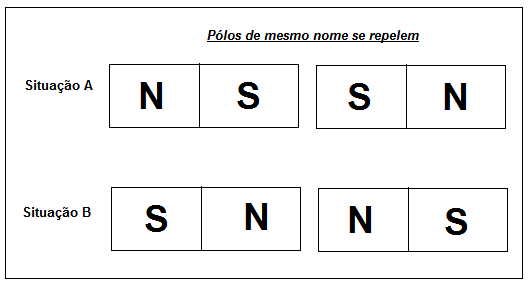 Pólos de mesmo nome se repelem
Situação A N S S N
Situação B S N N S